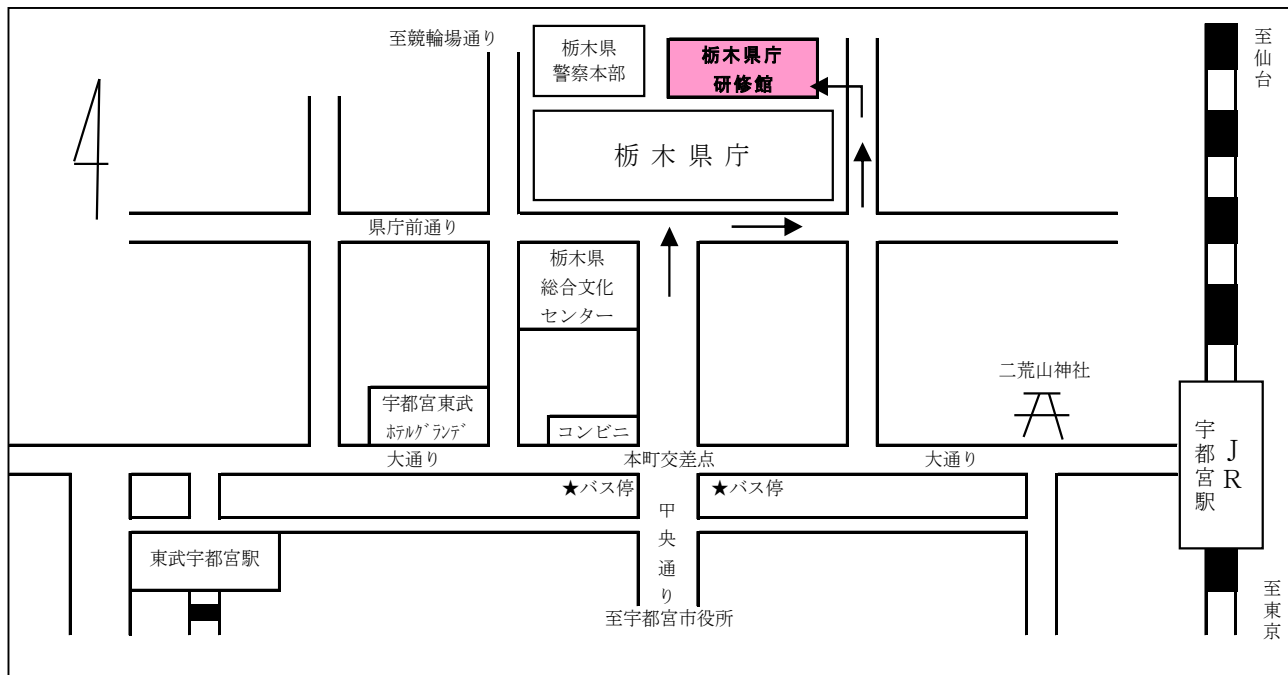 至競輪場通り
栃木県
警察本部
栃木県庁
研修館
至仙台
栃木県庁
県庁前通り
栃木県
総合文化
センター
二荒山神社
宇都宮東武
ﾎﾃﾙｸﾞﾗﾝﾃﾞ
コンビニ
大通り
本町交差点
大通り
JR
宇都宮駅
★バス停
★バス停
中央通り
東武宇都宮駅
至宇都宮市役所
至東京